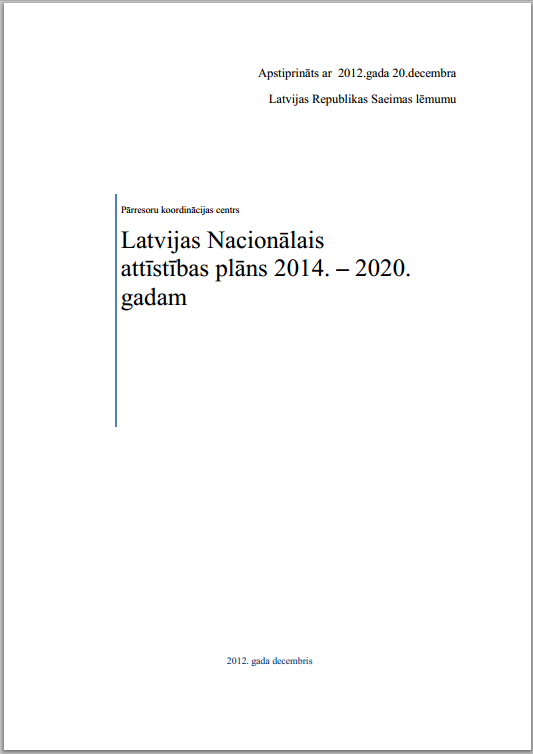 Apstiprināts ar  2012.gada 20.decembra
Latvijas Republikas Saeimas lēmumu
Pārresoru koordinācijas centrs
Latvijas Nacionālais
attīstības plāns 2014. – 2020.
gadam
2012. gada decembris